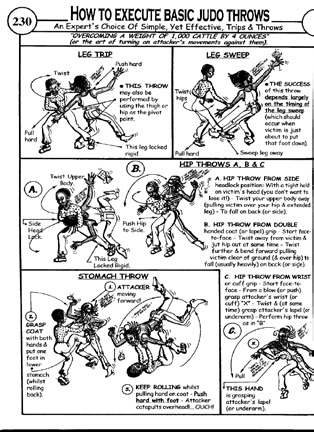 230
HOW TO EXECUTE BASIC JUDO THROWS
An Expert's Choice Of Simple, Yet Effective, Trips & Throws
"OVERCOMING A WEIGHT OF 1,000 CATTLE BY 4 OUNCES"
(or the art of turning an attacker's movements against them).
LEG TRIP
Push hard
Twist
● THIS THROW
may also be
performed by
using the thigh
or hip as the
pivot point.
Pull
hard
This leg locked
rigid
LEG SWEEP
Twist
hips
● THE SUCCESS
of this throw
depends largely
on the timing
of the leg
sweep
(which should
occur when
victim is just
about to put
that foot down).
Pull hard
Sweep leg away
HIP THROWS A, B & C
A.
Twist Upper
Body.
Side
Head
Lock.
This Leg
Locked Rigid.
B.
Push Hip
to Side.
A. HIP THROW FROM SIDE
headlock position: With a tight held
on victim's head (you don't want to
lose it!) - Twist your upper body away
(pulling victim over your hip & extended
leg) - To fall on back (or side).
B. HIP THROW FROM DOUBLE
handed coat (or lapel) grip - Start face-
to-face - Twist away from victim &
jut hip out at same time - Twist
further & bend forward pulling
victim clear of ground (& over hip) to
fall (usually heavily) on back (or side).
STOMACH THROW
1.
GRASP
COAT
with both
hands &
put one
foot in
lower
stomach
(whilst
rolling
back).
2.
ATTACKER
moving
forward.
3.
KEEP ROLLING whilst
pulling hard on coat - Push
hard with foot - Attacker
catapults overhead!... OUCH!
C. HIP THROW FROM WRIST
or cuff grip - Start face-to-
face - From a blow (or push)
grasp attacker's wrist (or
cuff) "X" - Twist & (at same
time) grasp attacker's lapel (or
underarm) - Perform hip throw
as in "B"
C.
X
Pull
THIS HAND
is grasping
attacker's lapel
(or underarm).